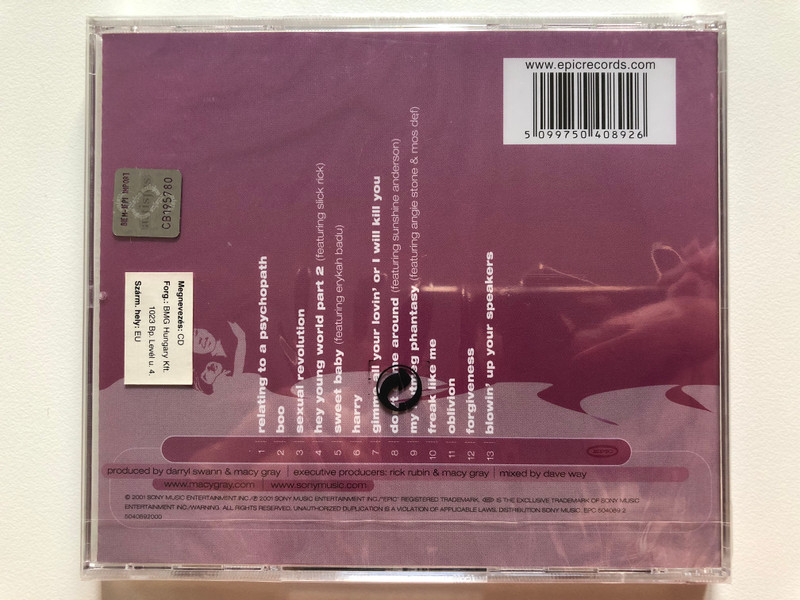 www.epicrecords.com
5 099750 408926
CB195780
Megnevezés: CD
Forg.: BMG Hungary Kft.
1023 Bp. Levél u. 4.
Szárm. hely: EU
1 relating to a psychopath
2 boo
3 sexual revolution
4 hey young world part 2 (featuring slick rick)
5 sweet baby (featuring erykah badu)
6 harry
7 gimme all your lovin' or I will kill you
8 don't come around (featuring sunshine anderson)
9 my nutmeg phantasy (featuring angie stone & mos def)
10 freak like me
11 oblivion
12 forgiveness
13 blowin' up your speakers
produced by darryl swann & macy gray | executive producers: rick rubin & macy gray | mixed by dave way
www.macygray.com | www.sonymusic.com
© 2001 SONY MUSIC ENTERTAINMENT INC./℗ 2001 SONY MUSIC ENTERTAINMENT INC./"EPIC" REGISTERED TRADEMARK. IS THE EXCLUSIVE TRADEMARK OF SONY MUSIC
ENTERTAINMENT INC./WARNING. ALL RIGHTS RESERVED. UNAUTHORIZED DUPLICATION IS A VIOLATION OF APPLICABLE LAWS. DISTRIBUTION SONY MUSIC. EPC 504089 2
5040892000